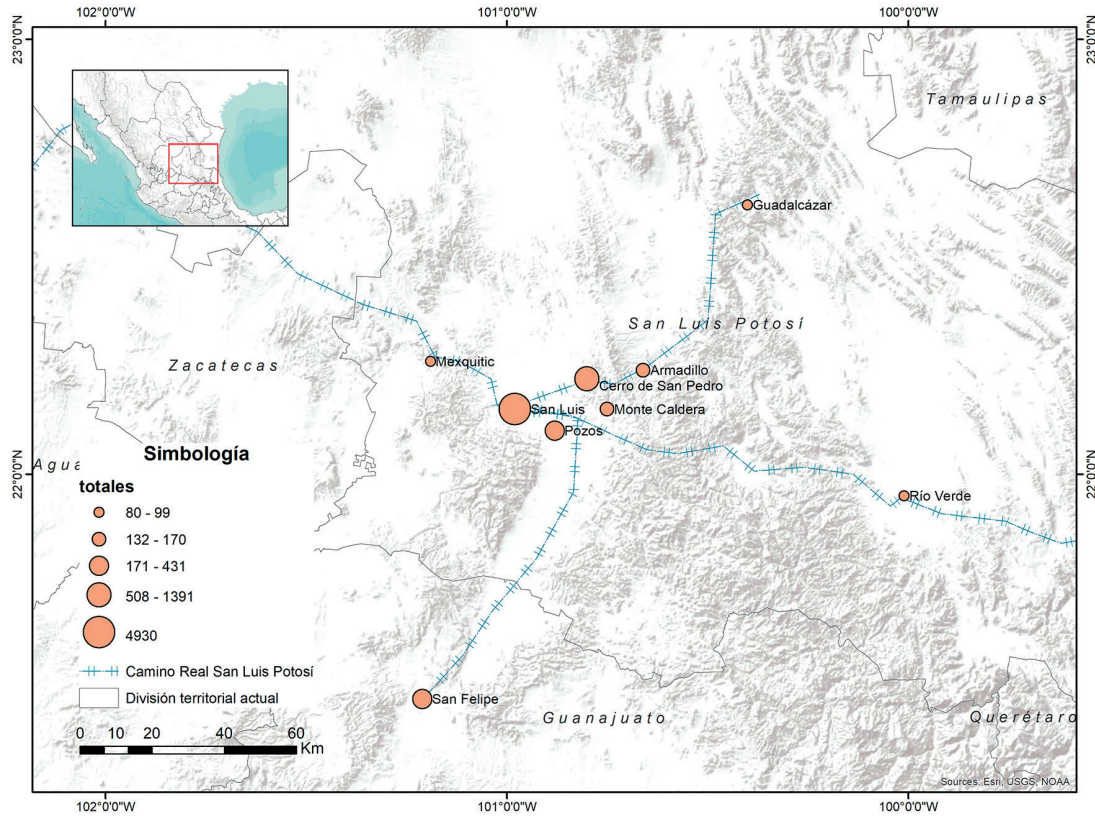 102°0'0"W
101°0'0"W
100°0'0"W
23°0'0"N
23°0'0"N
Tamaulipas
Guadalcázar
San Luis Potosí
Zacatecas
Mexquitic
Armadillo
Cerro de San Pedro
San Luis
Monte Caldera
Pozos
Simbología
Agua
22°0'0"N
22°0'0"N
totales
Río Verde
80 - 99
132 - 170
171 - 431
508 - 1391
4930
Camino Real San Luis Potosí
División territorial actual
San Felipe
Guanajuato
Querétaro
0 10 20 40 60
Km
Sources: Esri, USGS, NOAA
102°0'0"W
101°0'0"W
100°0'0"W